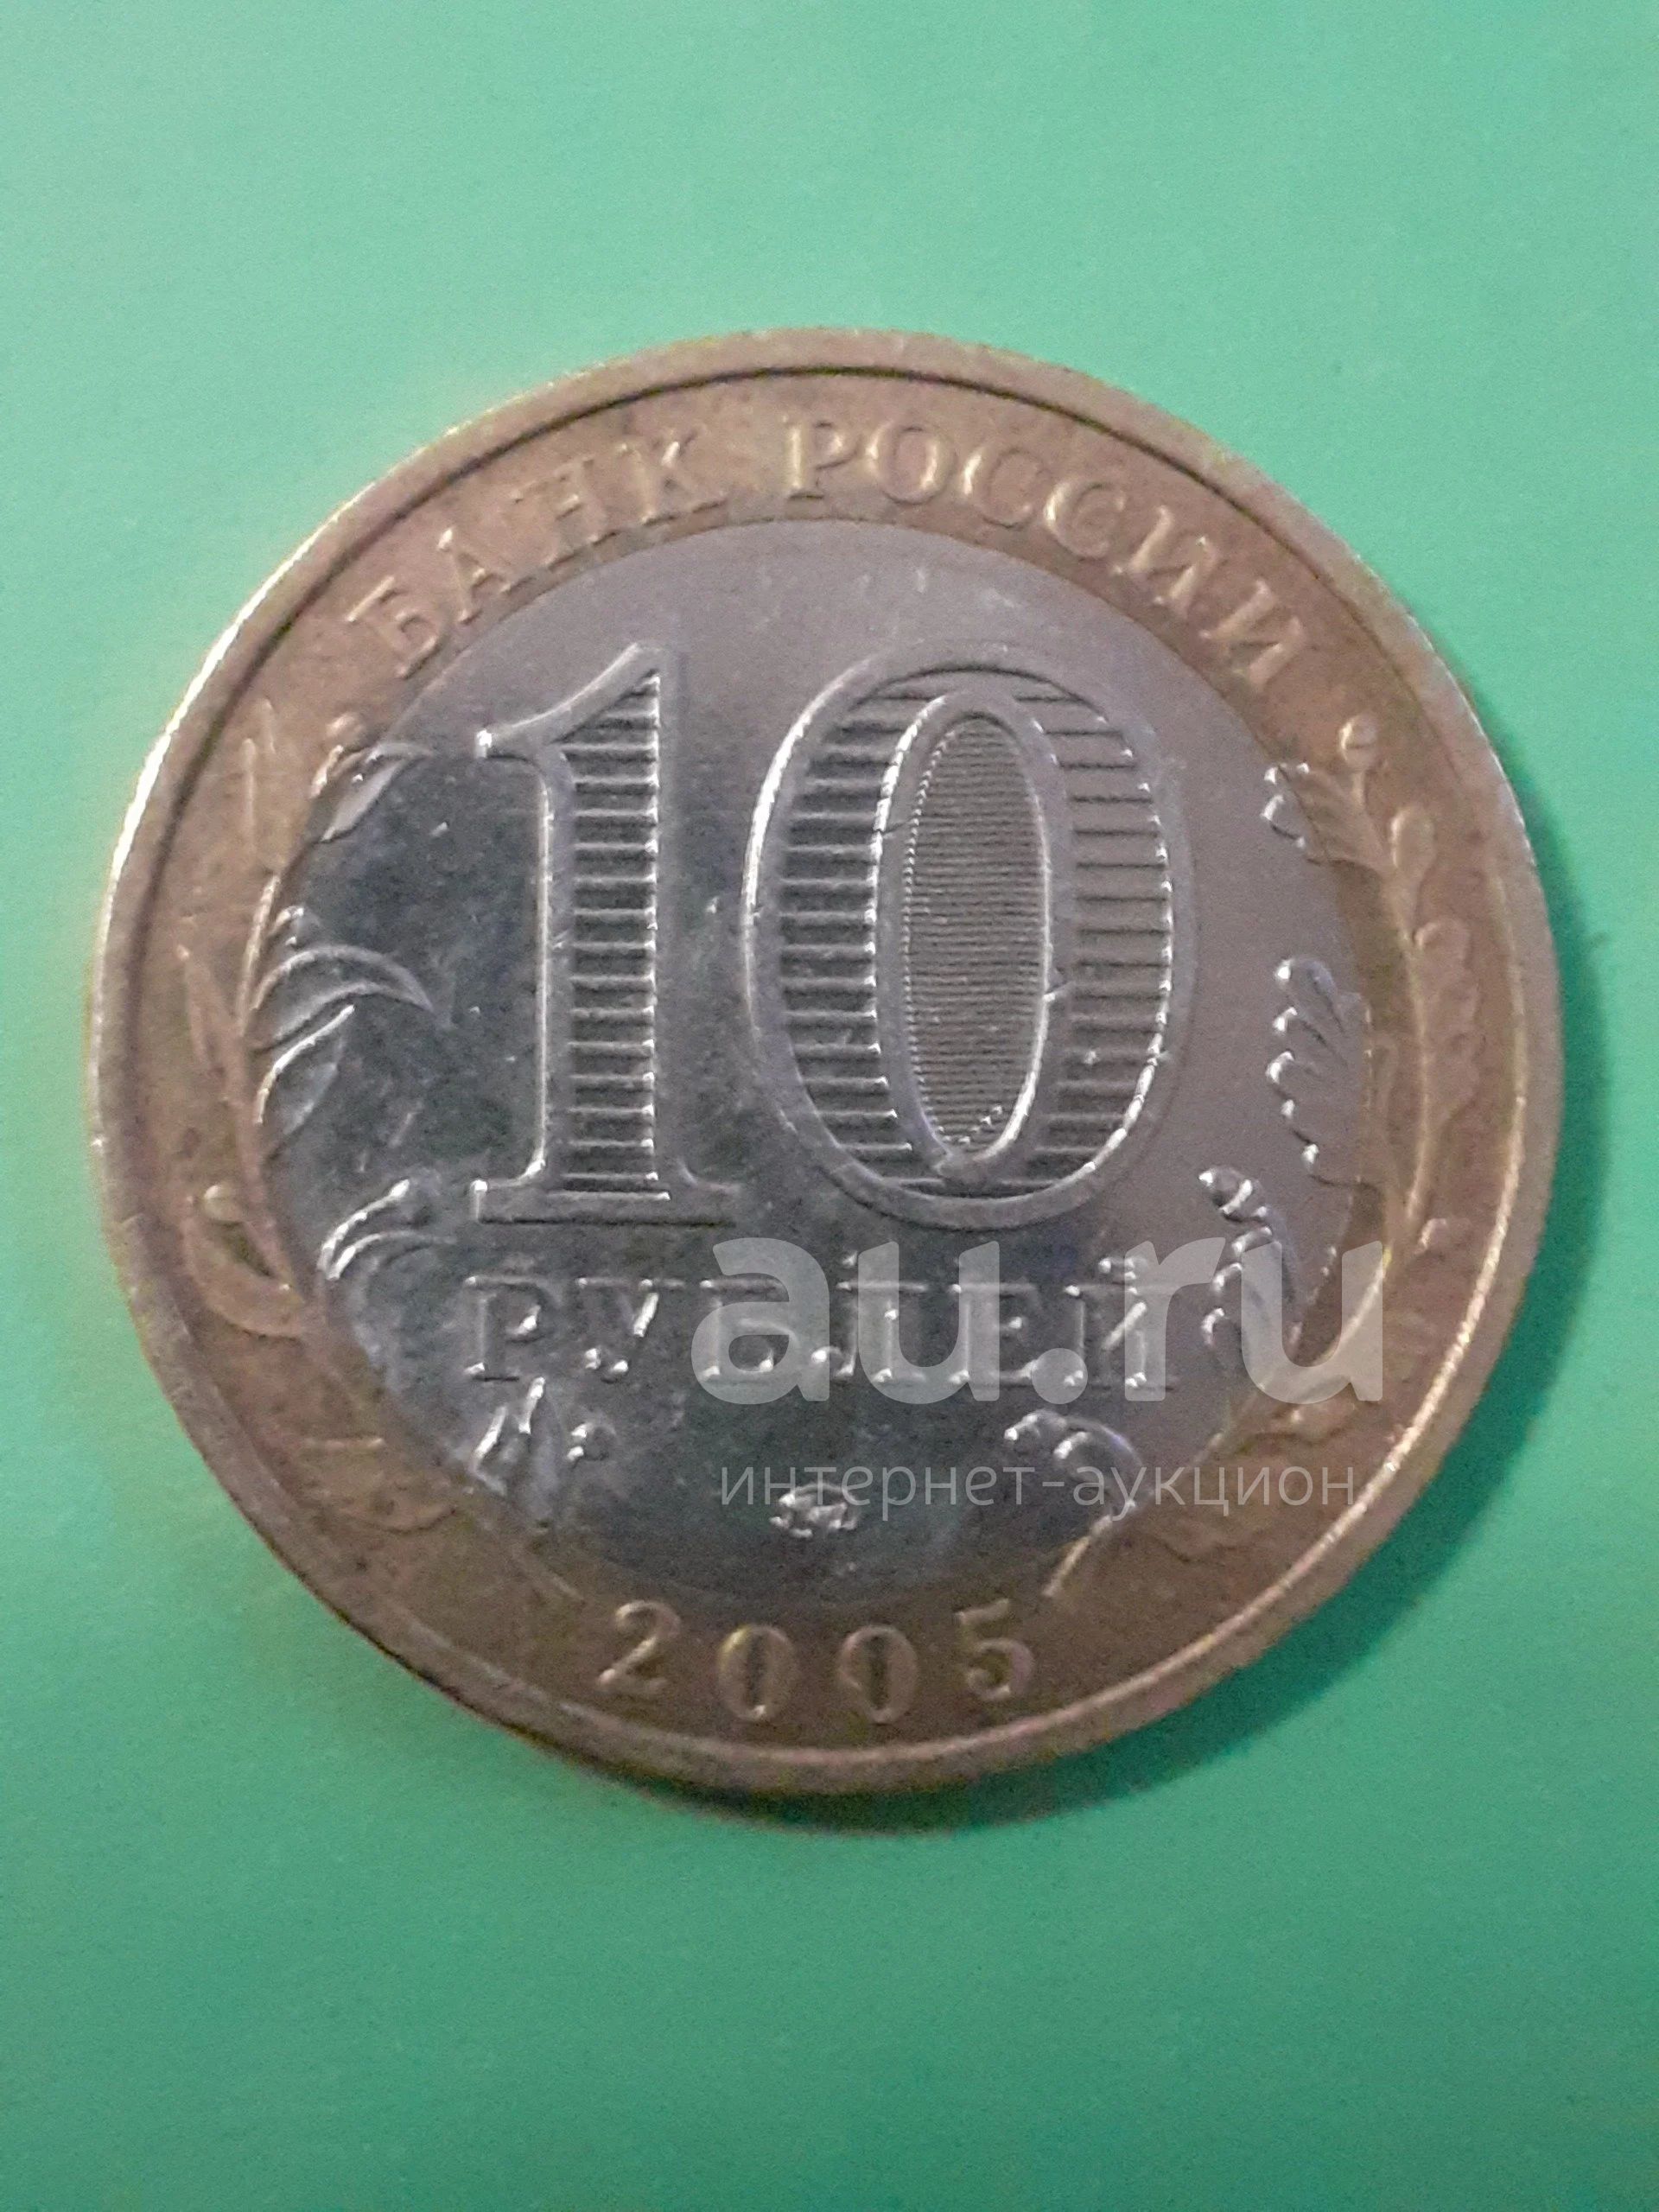 БАНК РОССИИ
10
РУБЛЕЙ
au.ru
интернет-аукцион
2005